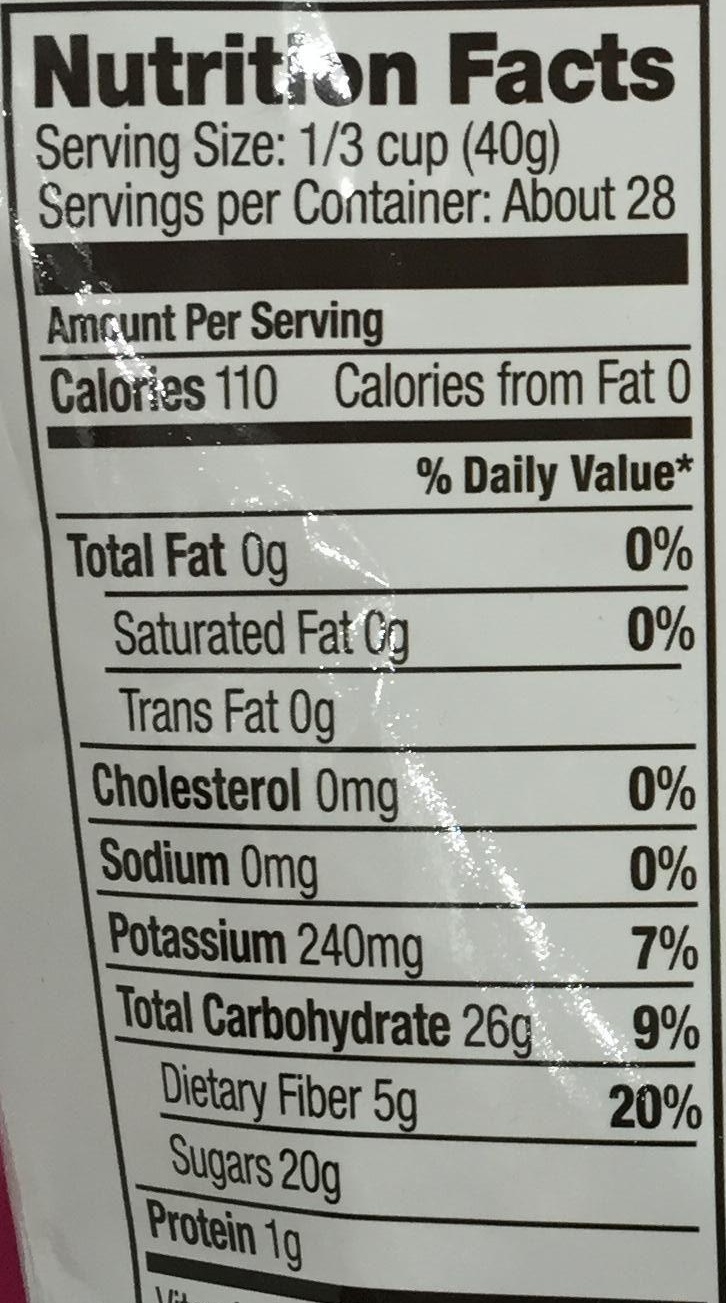 Nutrition Facts
Serving Size: 1/3 cup (40g)
Servings per Container: About 28
Amount Per Serving
Calories 110 Calories from Fat 0
% Daily Value*
Total Fat 0g 0%
Saturated Fat 0g 0%
Trans Fat 0g
Cholesterol 0mg 0%
Sodium 0mg 0%
Potassium 240mg 7%
Total Carbohydrate 26g 9%
Dietary Fiber 5g 20%
Sugars 20g
Protein 1g